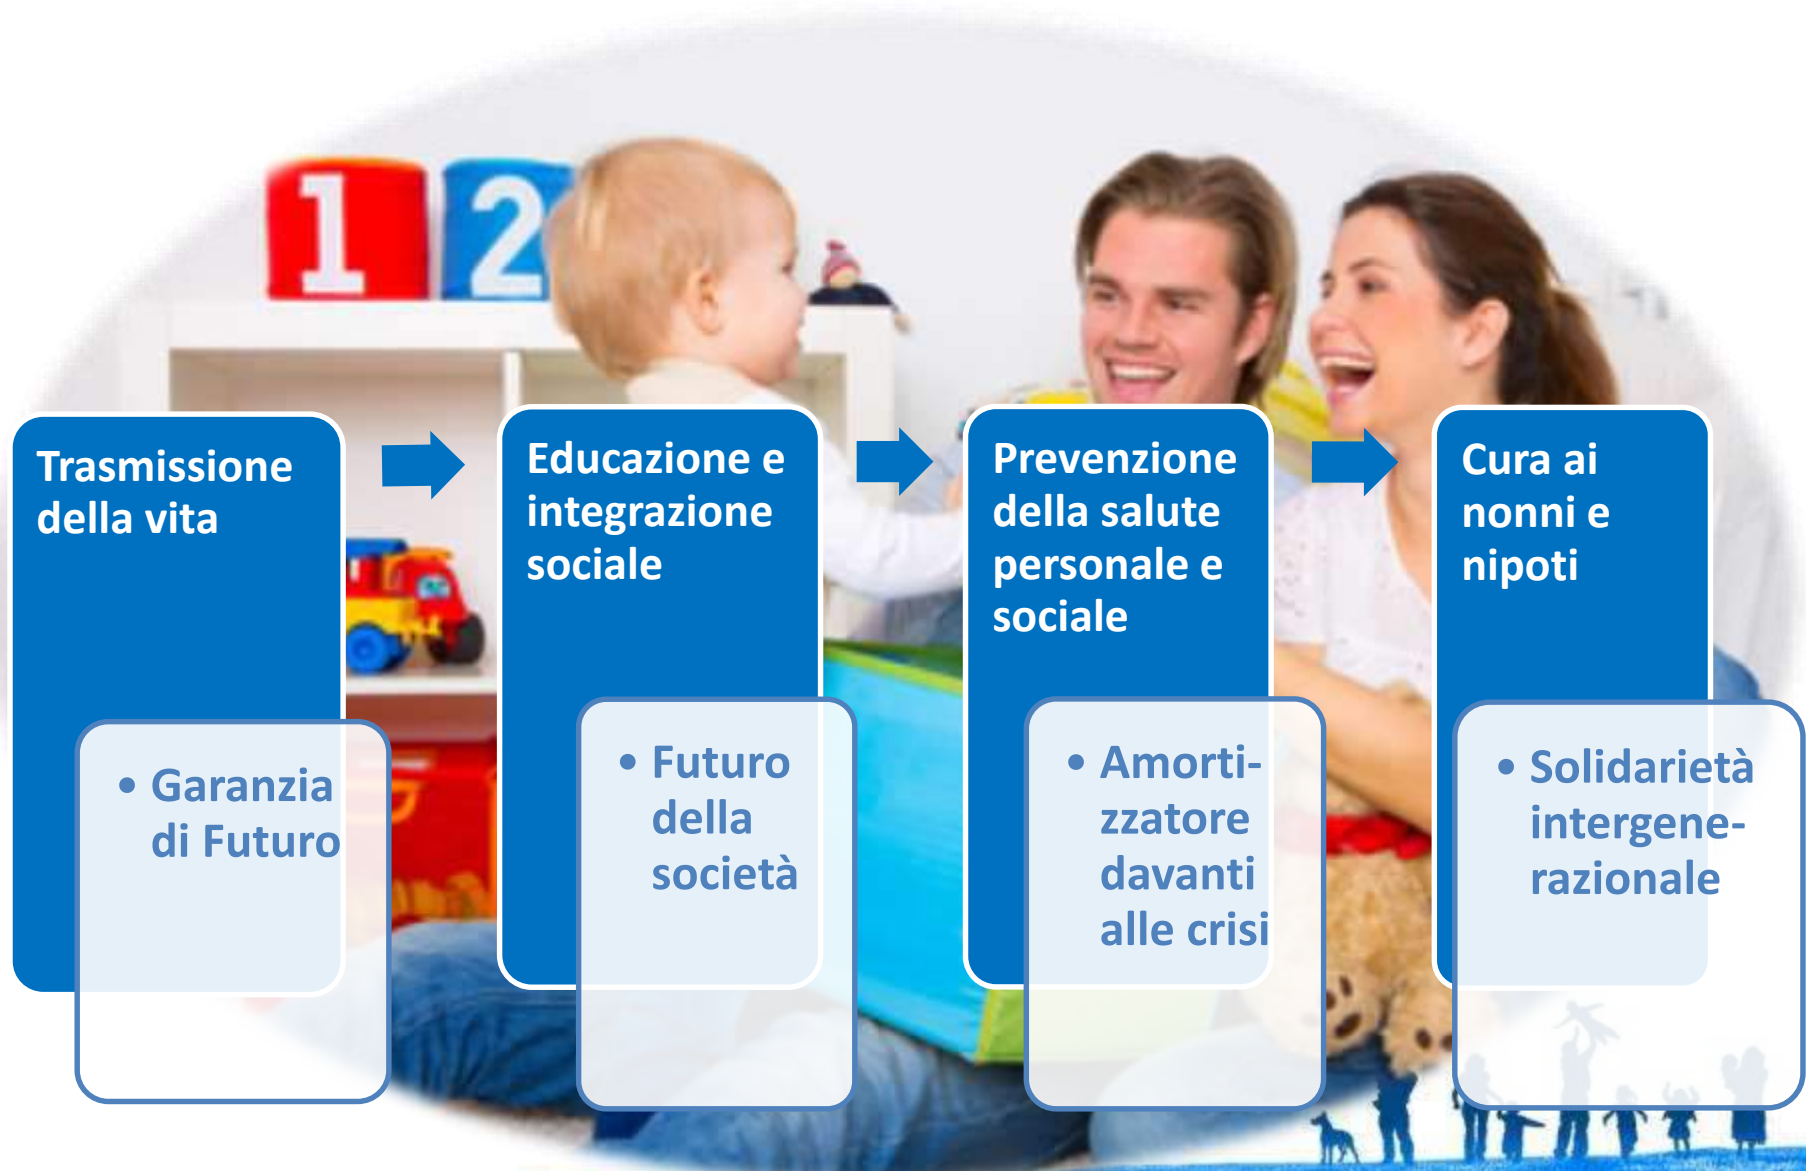 1
2
Trasmissione
della vita
• Garanzia
di Futuro
Educazione e
integrazione
sociale
• Futuro
della
società
Prevenzione
della salute
personale e
sociale
• Amorti-
zzatore
davanti
alle crisi
Cura ai
nonni e
nipoti
• Solidarietà
intergene-
razionale